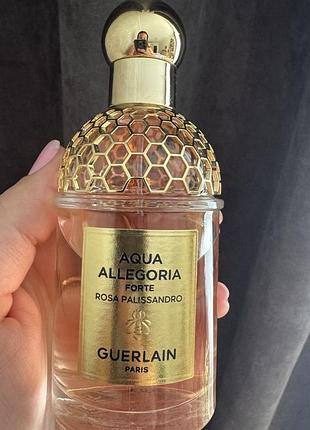 AQUA
ALLEGORIA
FORTE
ROSA PALISSANDRO
GUERLAIN
PARIS